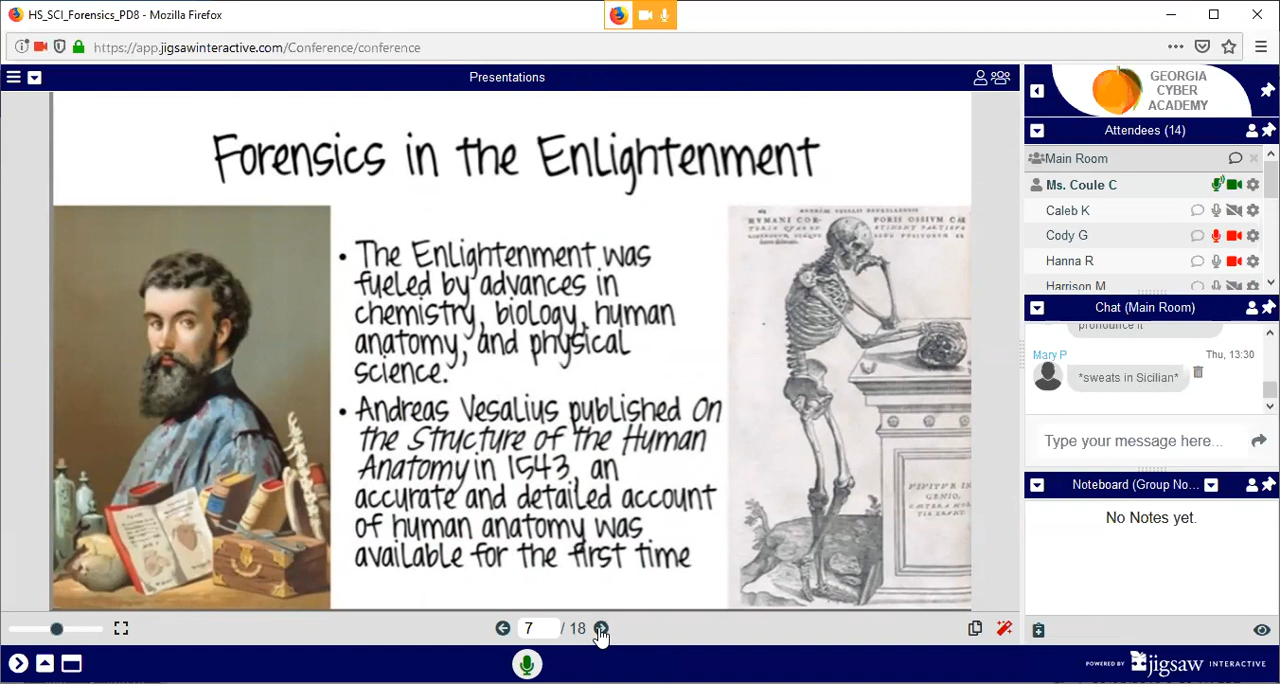 HS_SCI_Forensics_PD8 - Mozilla Firefox
https://app.jigsawinteractive.com/Conference/conference
Presentations
Forensics in the Enlightenment
• The Enlightenment was
fueled by advances in
chemistry, biology, human
anatomy, and physical
science.
• Andreas Vesalius published On
the Structure of the Human
Anatomy in 1543, an
accurate and detailed account
of human anatomy was
available for the first time
7 / 18
GEORGIA
CYBER
ACADEMY
Attendees (14)
Main Room
Ms. Coule C
Caleb K
Cody G
Hanna R
Harrison M
Chat (Main Room)
pronounce it
Mary P
Thu, 13:30
*sweats in Sicilian*
Type your message here...
Noteboard (Group No...
No Notes yet.
POWERED BY jigsaw INTERACTIVE